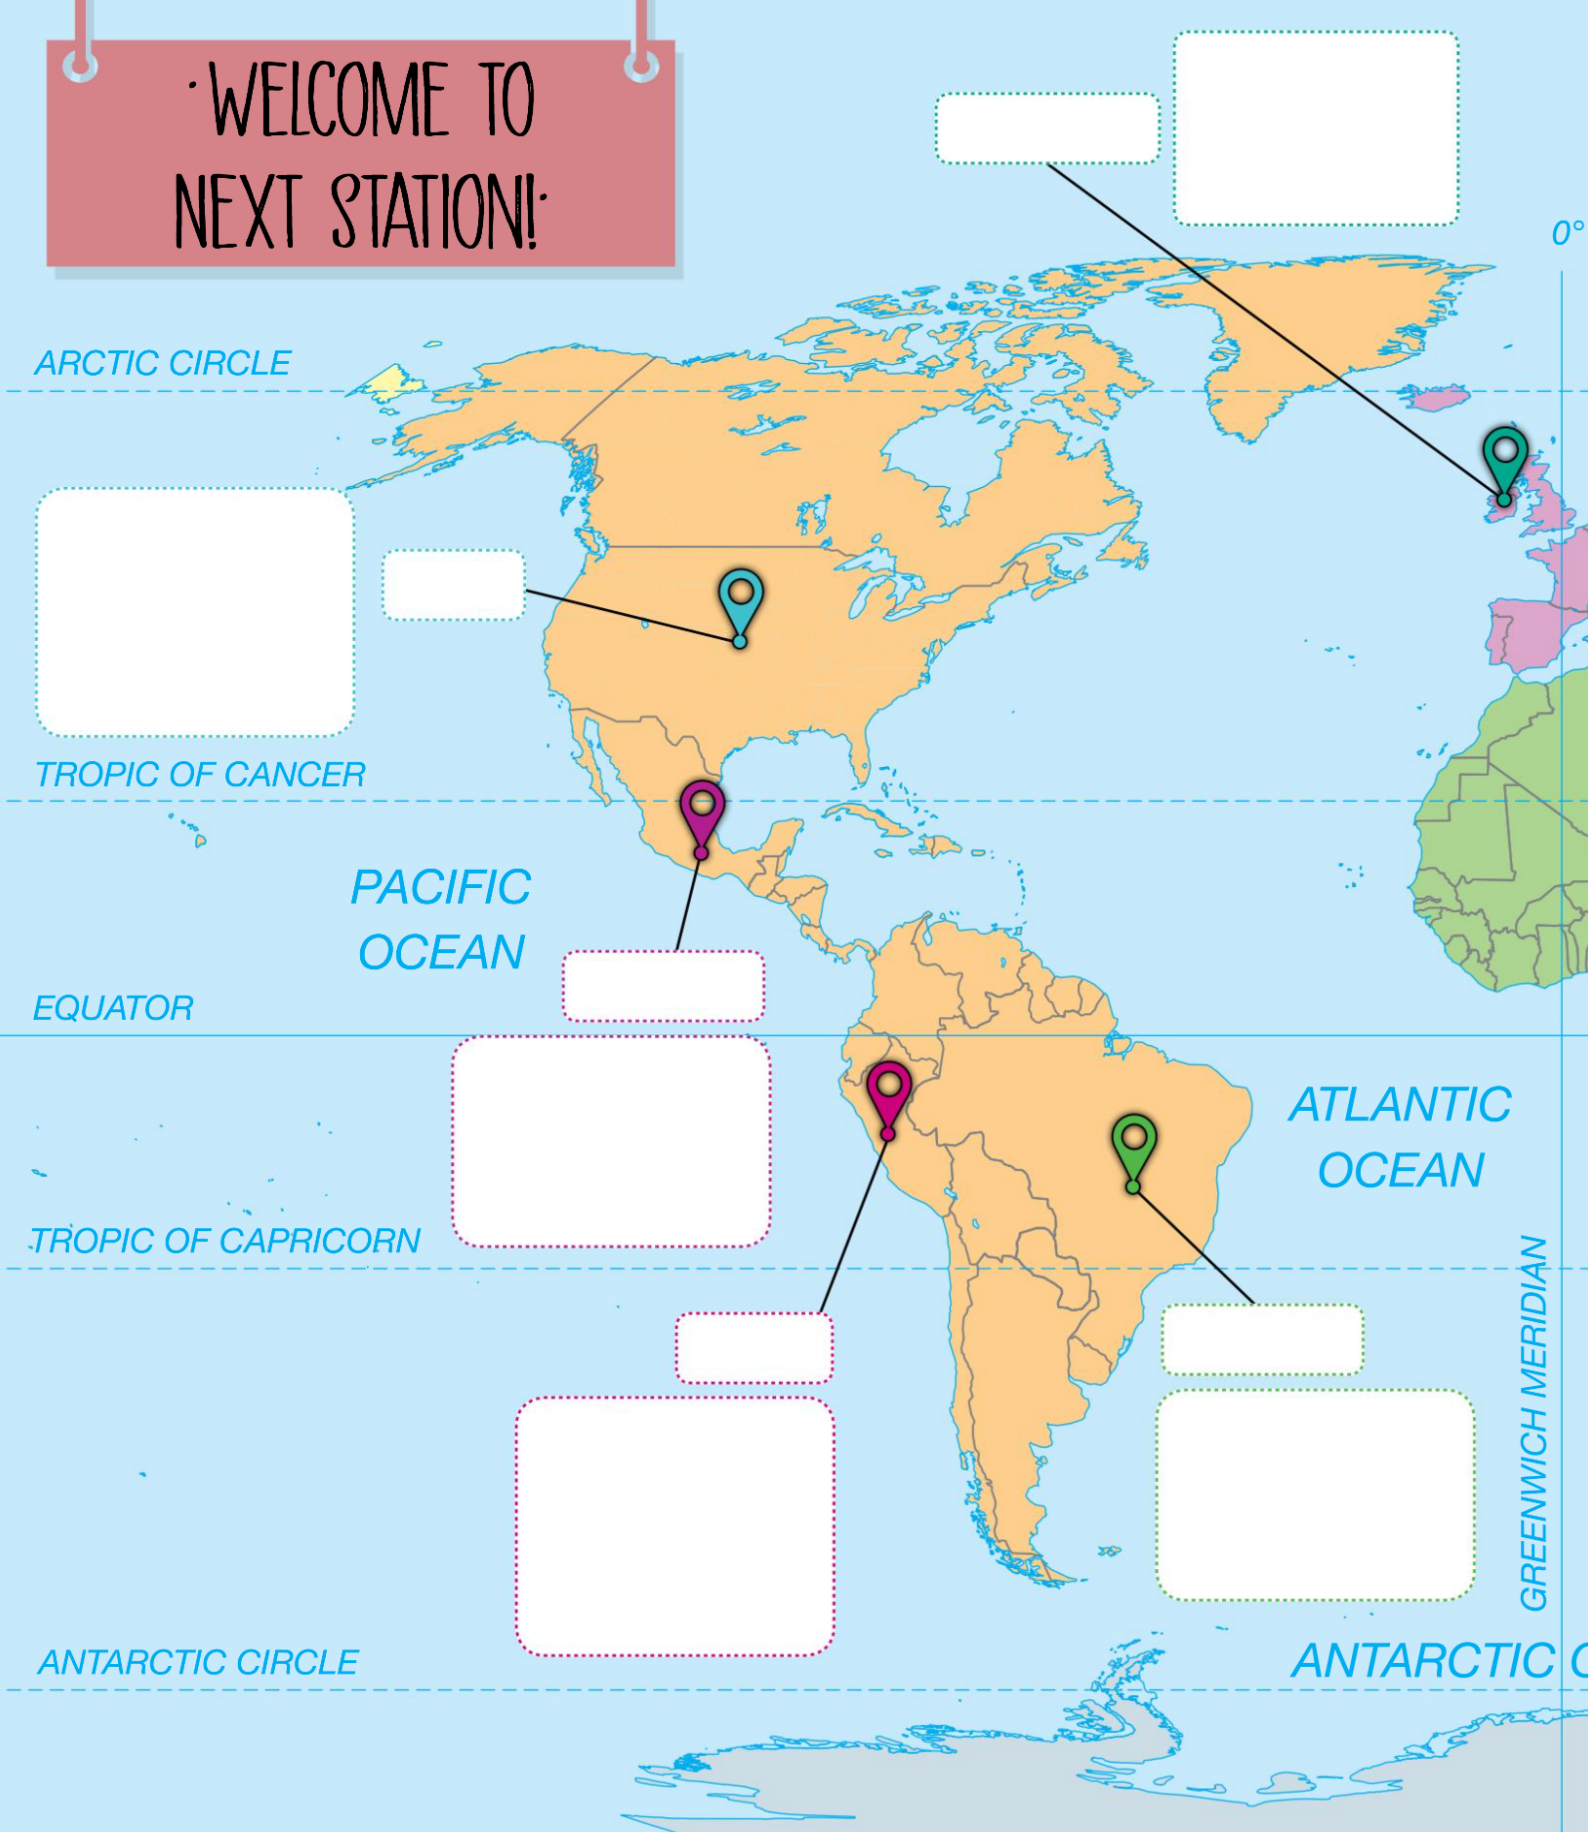 ·WELCOME TO
NEXT STATION!·
0°
ARCTIC CIRCLE
TROPIC OF CANCER
PACIFIC
OCEAN
EQUATOR
ATLANTIC
OCEAN
TROPIC OF CAPRICORN
GREENWICH MERIDIAN
ANTARCTIC CIRCLE
ANTARCTIC